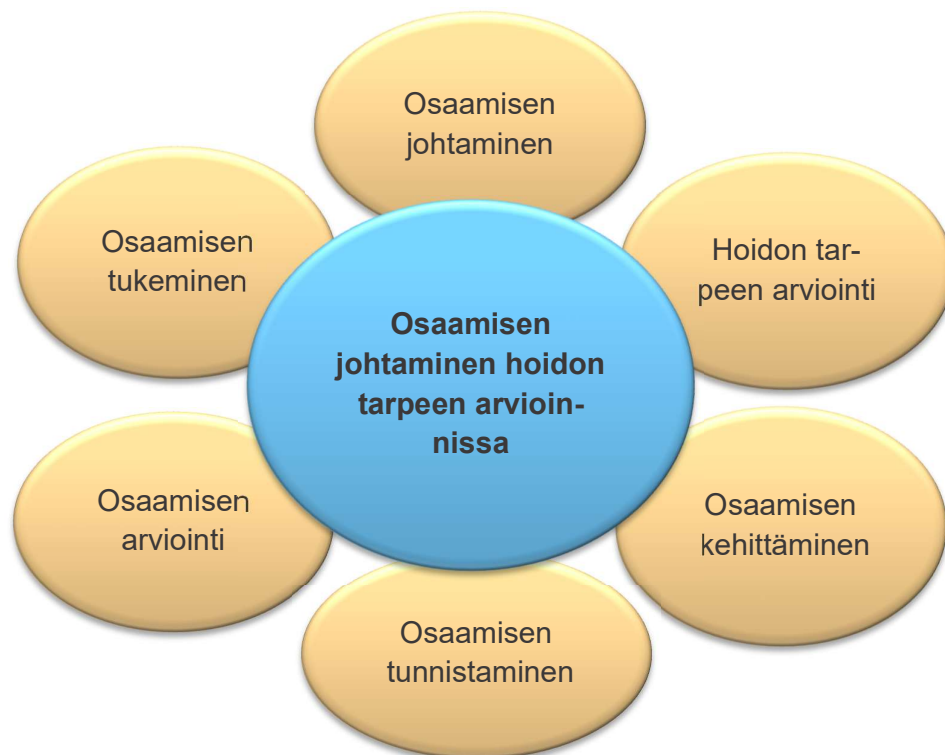 Osaamisen
johtaminen
Osaamisen
tukeminen
Hoidon tar-
peen arviointi
Osaamisen
johtaminen hoidon
tarpeen arvioin-
nissa
Osaamisen
arviointi
Osaamisen
kehittäminen
Osaamisen
tunnistaminen